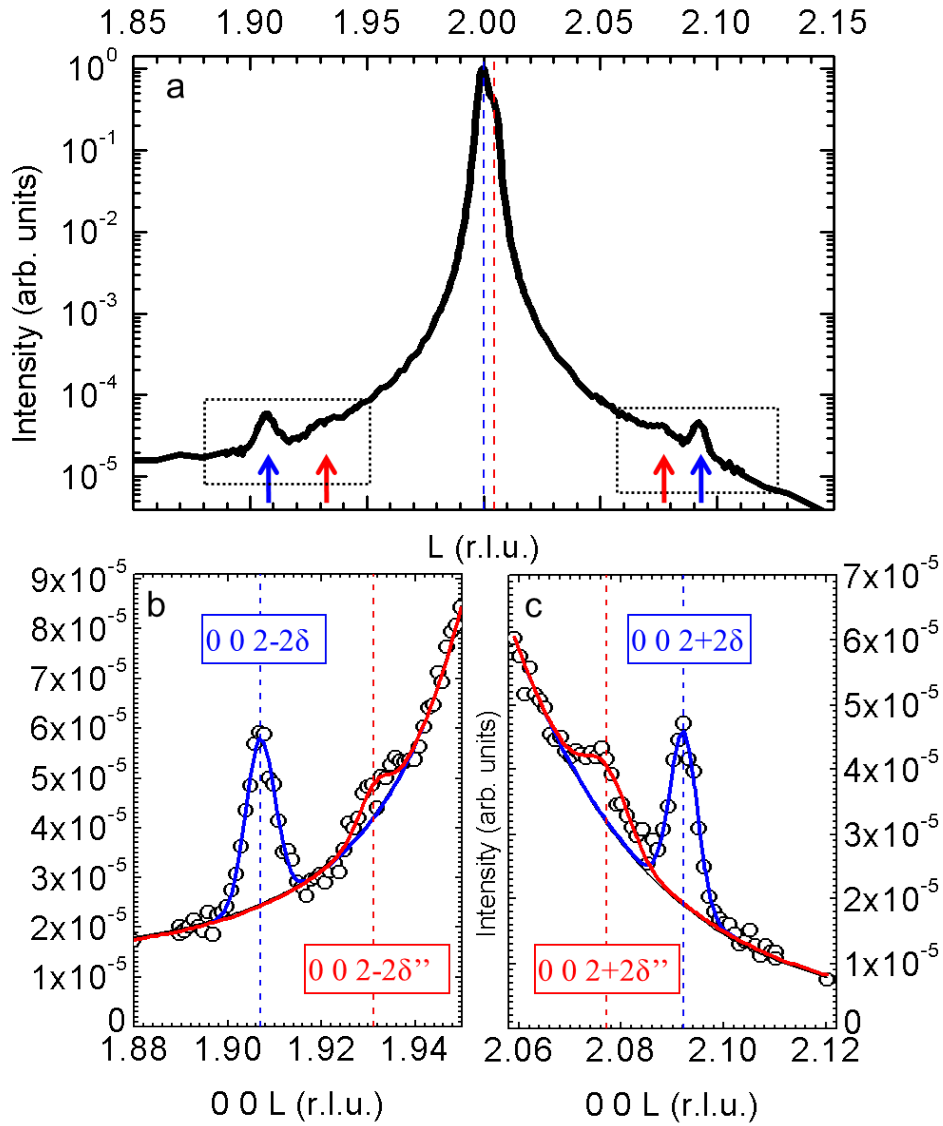 1.85 1.90 1.95 2.00 2.05 2.10 2.15
a
Intensity (arb. units)
10⁰
10⁻¹
10⁻²
10⁻³
10⁻⁴
10⁻⁵
L (r.l.u.)
b
9x10⁻⁵
8x10⁻⁵
7x10⁻⁵
6x10⁻⁵
5x10⁻⁵
4x10⁻⁵
3x10⁻⁵
2x10⁻⁵
1x10⁻⁵
0
0 0 2-2δ
0 0 2-2δ’’
1.88 1.90 1.92 1.94
0 0 L (r.l.u.)
c
Intensity (arb. units)
7x10⁻⁵
6x10⁻⁵
5x10⁻⁵
4x10⁻⁵
3x10⁻⁵
2x10⁻⁵
1x10⁻⁵
0
0 0 2+2δ
0 0 2+2δ’’
2.06 2.08 2.10 2.12
0 0 L (r.l.u.)